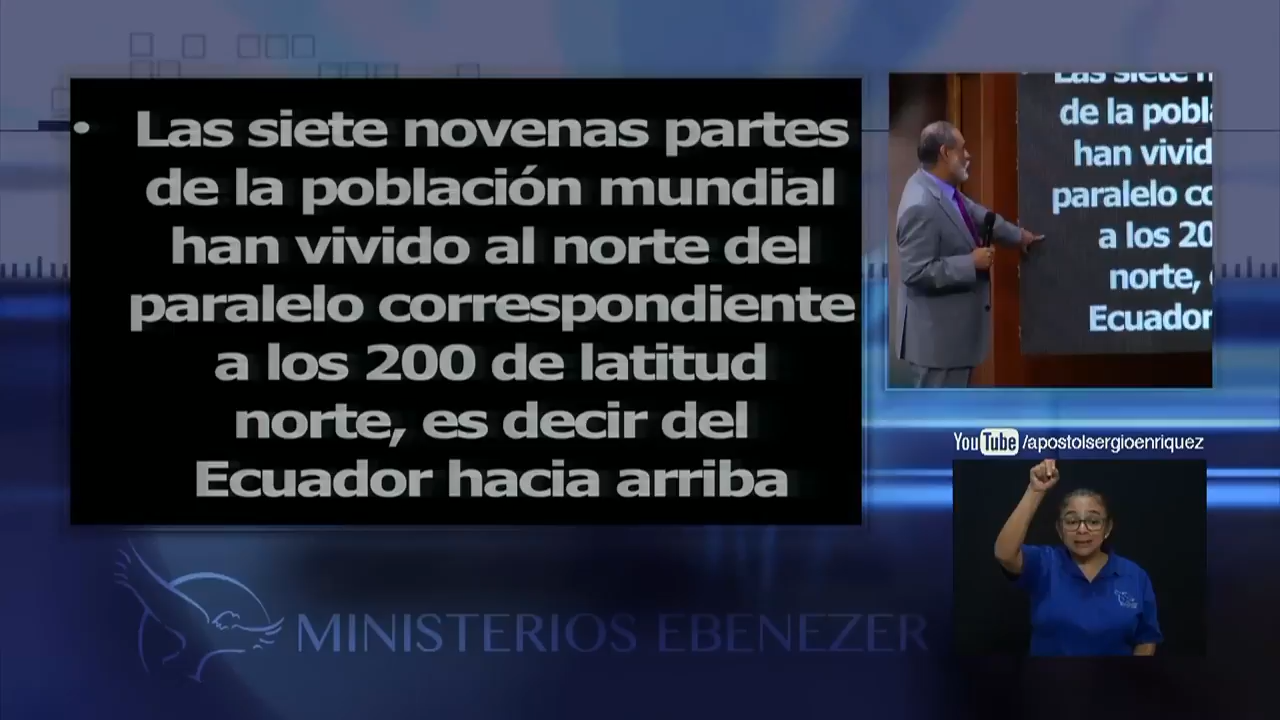 • Las siete novenas partes
de la población mundial
han vivido al norte del
paralelo correspondiente
a los 200 de latitud
norte, es decir del
Ecuador hacia arriba
Las siete n
de la pobla
han vivid
paralelo co
a los 20
norte,
Ecuador
YouTube /apostolsergioenriquez
MINISTERIOS EBENEZER